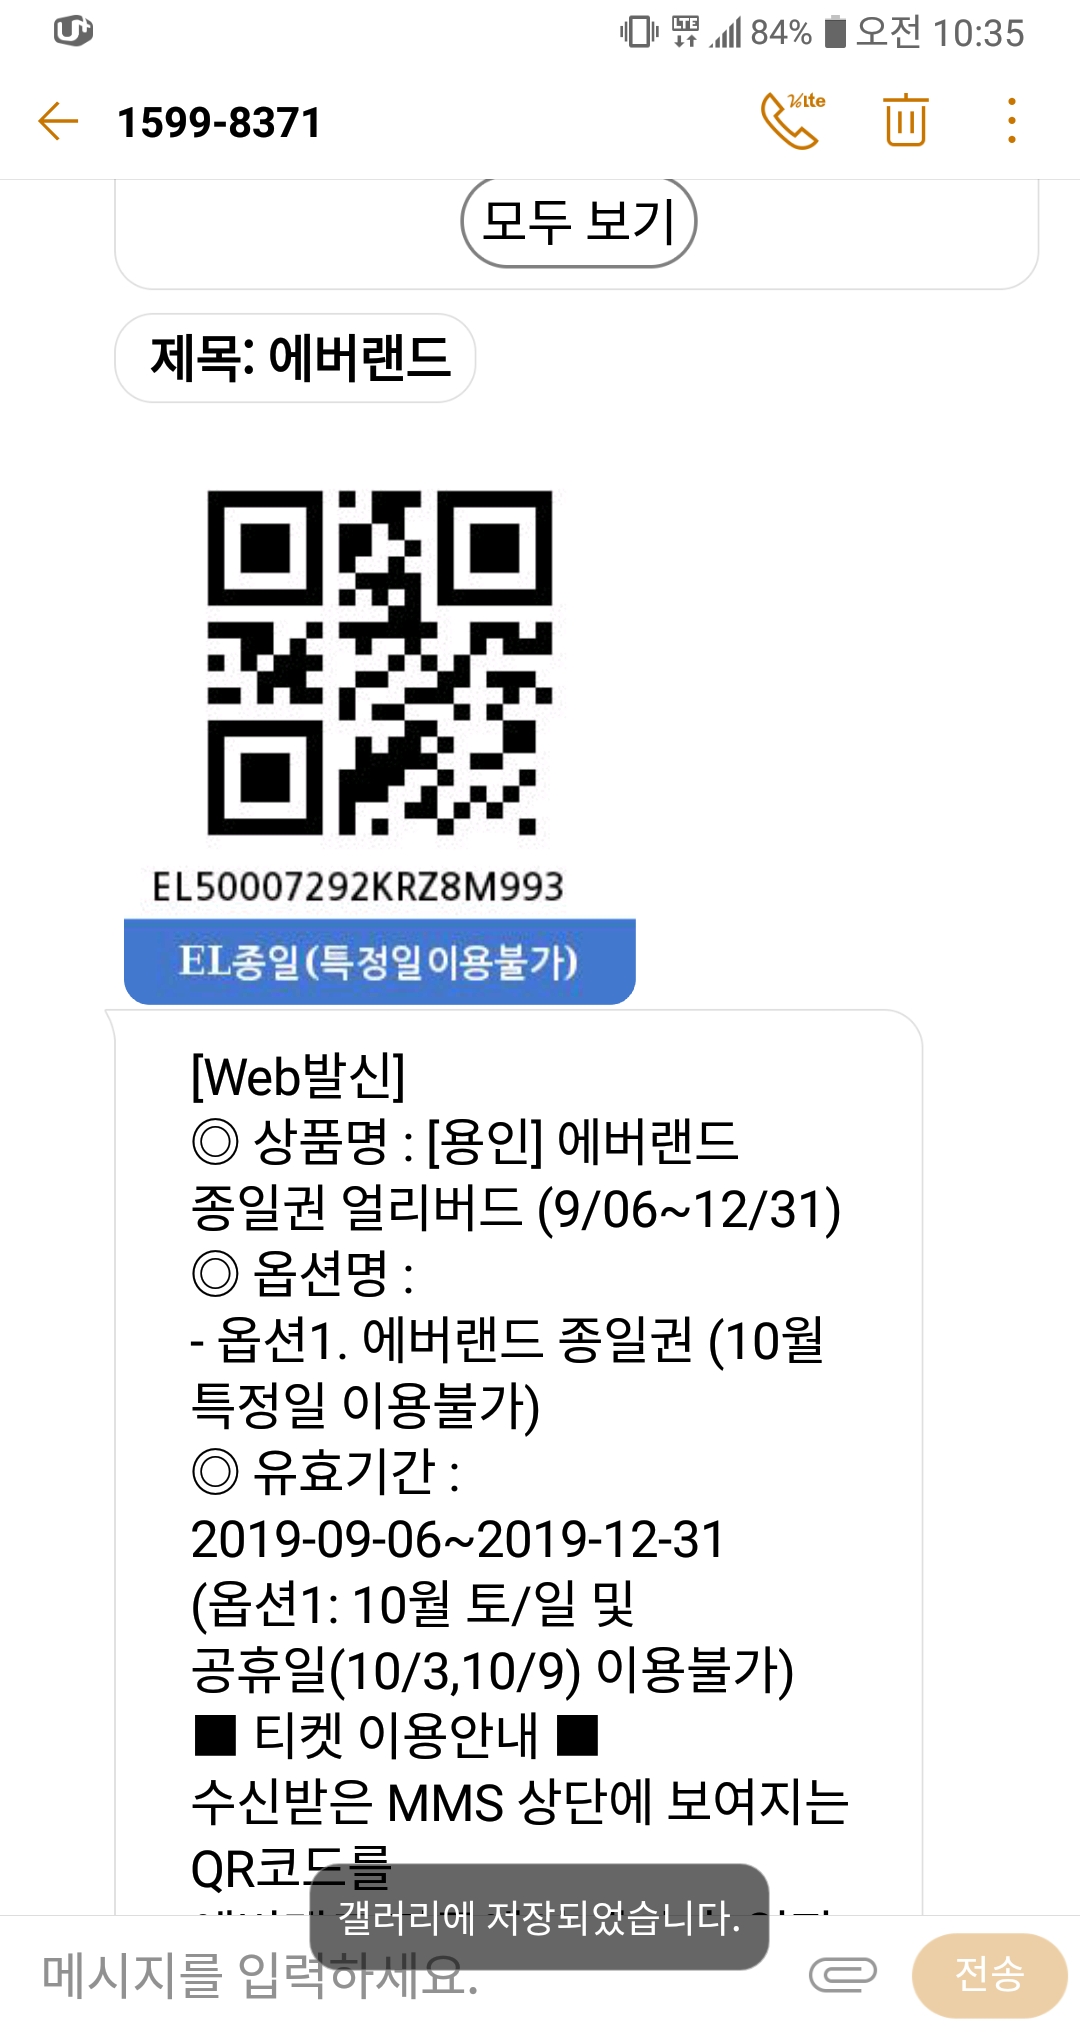 84% 오전 10:35
1599-8371
모두 보기
제목: 에버랜드
EL50007292KRZ8M993
EL종일(특정일이용불가)
[Web발신]
◎ 상품명 : [용인] 에버랜드
종일권 얼리버드 (9/06~12/31)
◎ 옵션명 :
- 옵션1. 에버랜드 종일권 (10월
특정일 이용불가)
◎ 유효기간 :
2019-09-06~2019-12-31
(옵션1: 10월 토/일 및
공휴일(10/3,10/9) 이용불가)
■ 티켓 이용안내 ■
수신받은 MMS 상단에 보여지는
QR코드를
갤러리에 저장되었습니다.
메시지를 입력하세요.
전송